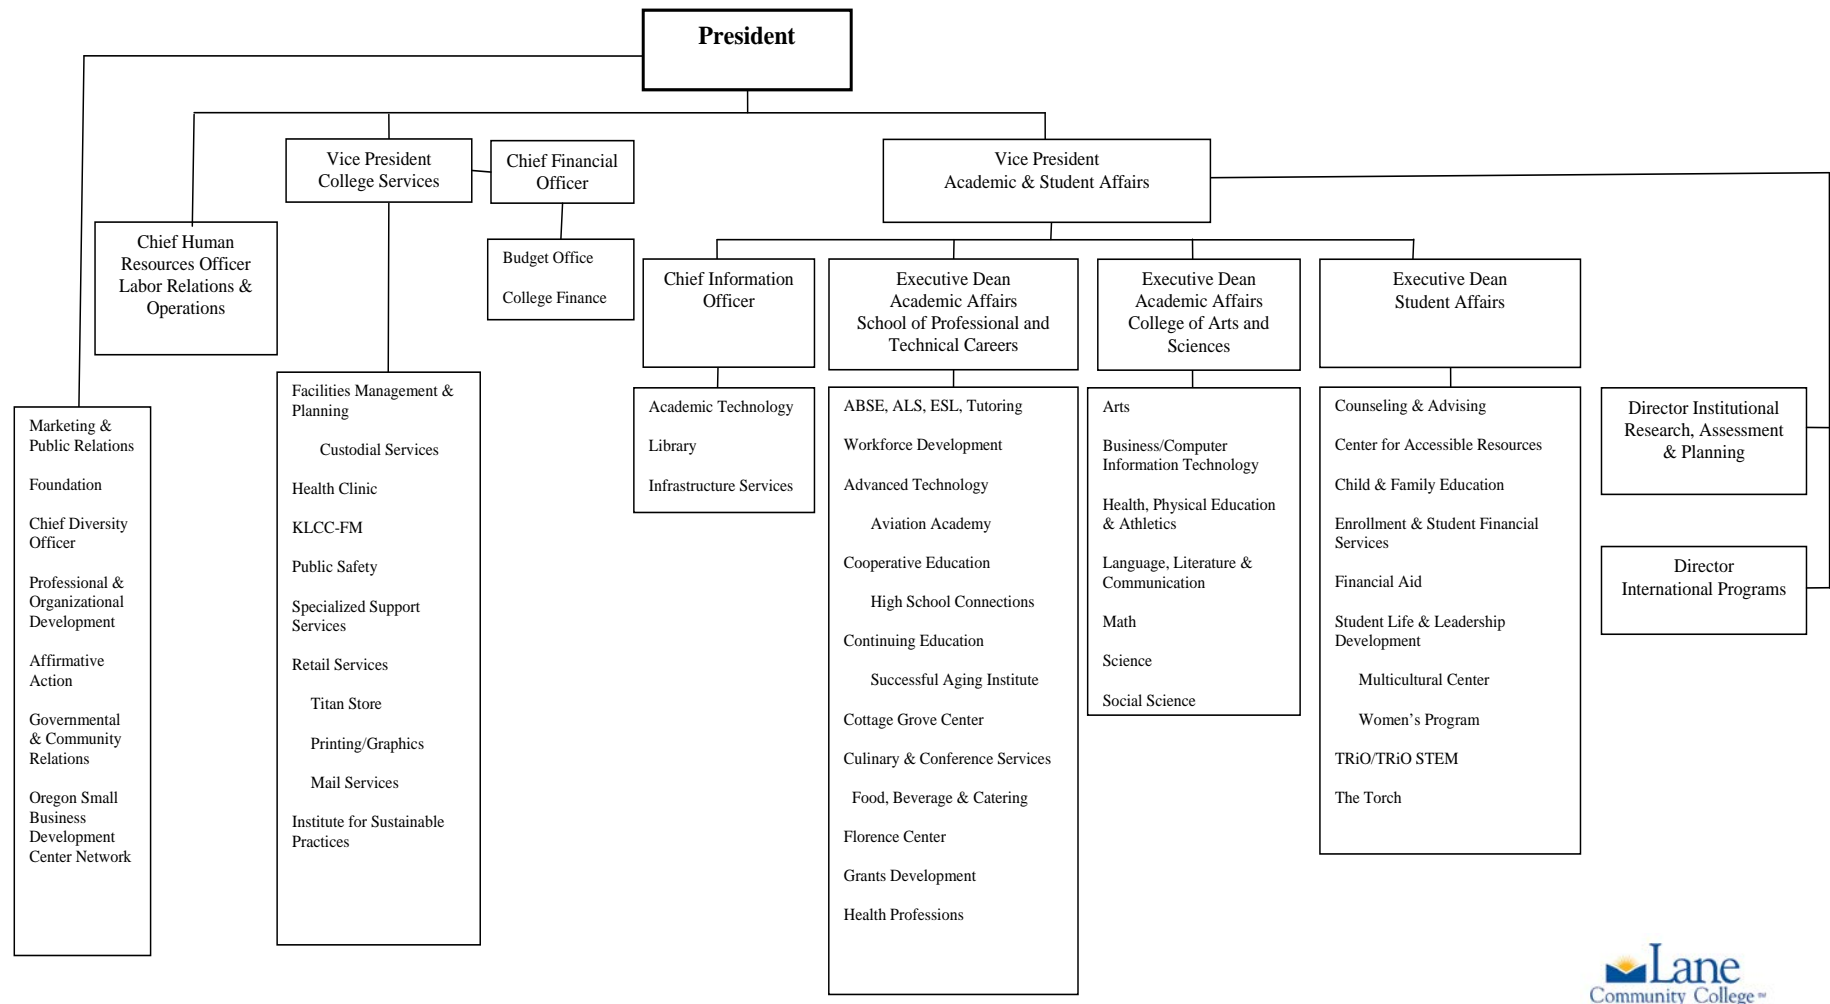 President
Vice President
College Services
Chief Financial
Officer
Vice President
Academic & Student Affairs
Chief Human
Resources Officer
Labor Relations &
Operations
Budget Office
College Finance
Chief Information
Officer
Executive Dean
Academic Affairs
School of Professional and
Technical Careers
Executive Dean
Academic Affairs
College of Arts and
Sciences
Executive Dean
Student Affairs
Marketing &
Public Relations
Foundation
Chief Diversity
Officer
Professional &
Organizational
Development
Affirmative
Action
Governmental
& Community
Relations
Oregon Small
Business
Development
Center Network
Facilities Management &
Planning
Custodial Services
Health Clinic
KLCC-FM
Public Safety
Specialized Support
Services
Retail Services
Titan Store
Printing/Graphics
Mail Services
Institute for Sustainable
Practices
Academic Technology
Library
Infrastructure Services
ABSE, ALS, ESL, Tutoring
Workforce Development
Advanced Technology
Aviation Academy
Cooperative Education
High School Connections
Continuing Education
Successful Aging Institute
Cottage Grove Center
Culinary & Conference Services
Food, Beverage & Catering
Florence Center
Grants Development
Health Professions
Arts
Business/Computer
Information Technology
Health, Physical Education
& Athletics
Language, Literature &
Communication
Math
Science
Social Science
Counseling & Advising
Center for Accessible Resources
Child & Family Education
Enrollment & Student Financial
Services
Financial Aid
Student Life & Leadership
Development
Multicultural Center
Women’s Program
TRiO/TRiO STEM
The Torch
Director Institutional
Research, Assessment
& Planning
Director
International Programs
Lane
Community College